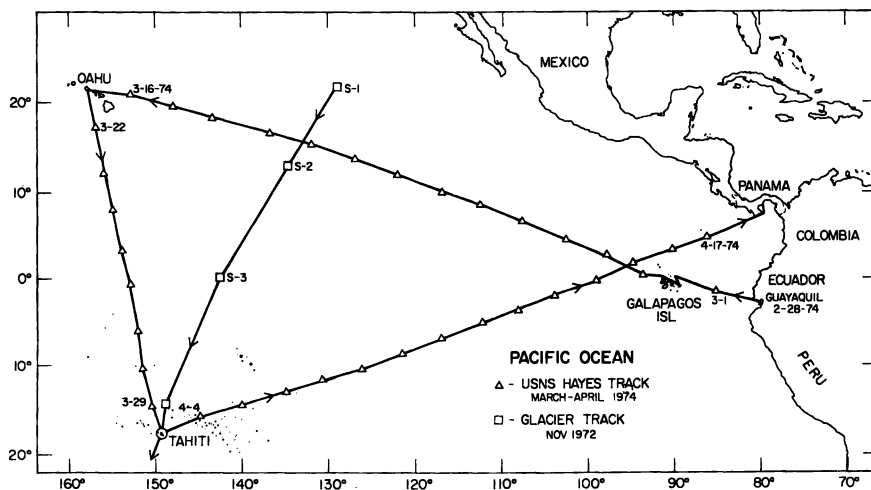 MEXICO
OAHU
3-16-74
S-1
20°
3-22
S-2
10°
PANAMA
COLOMBIA
4-17-74
0°
S-3
ECUADOR
GUAYAQUIL
2-28-74
3-1
GALAPAGOS
ISL.
PERU
10°
PACIFIC OCEAN
△ - USNS HAYES TRACK
MARCH-APRIL 1974
□ - GLACIER TRACK
NOV 1972
3-29
4-4
TAHITI
20°
160° 150° 140° 130° 120° 110° 100° 90° 80° 70°